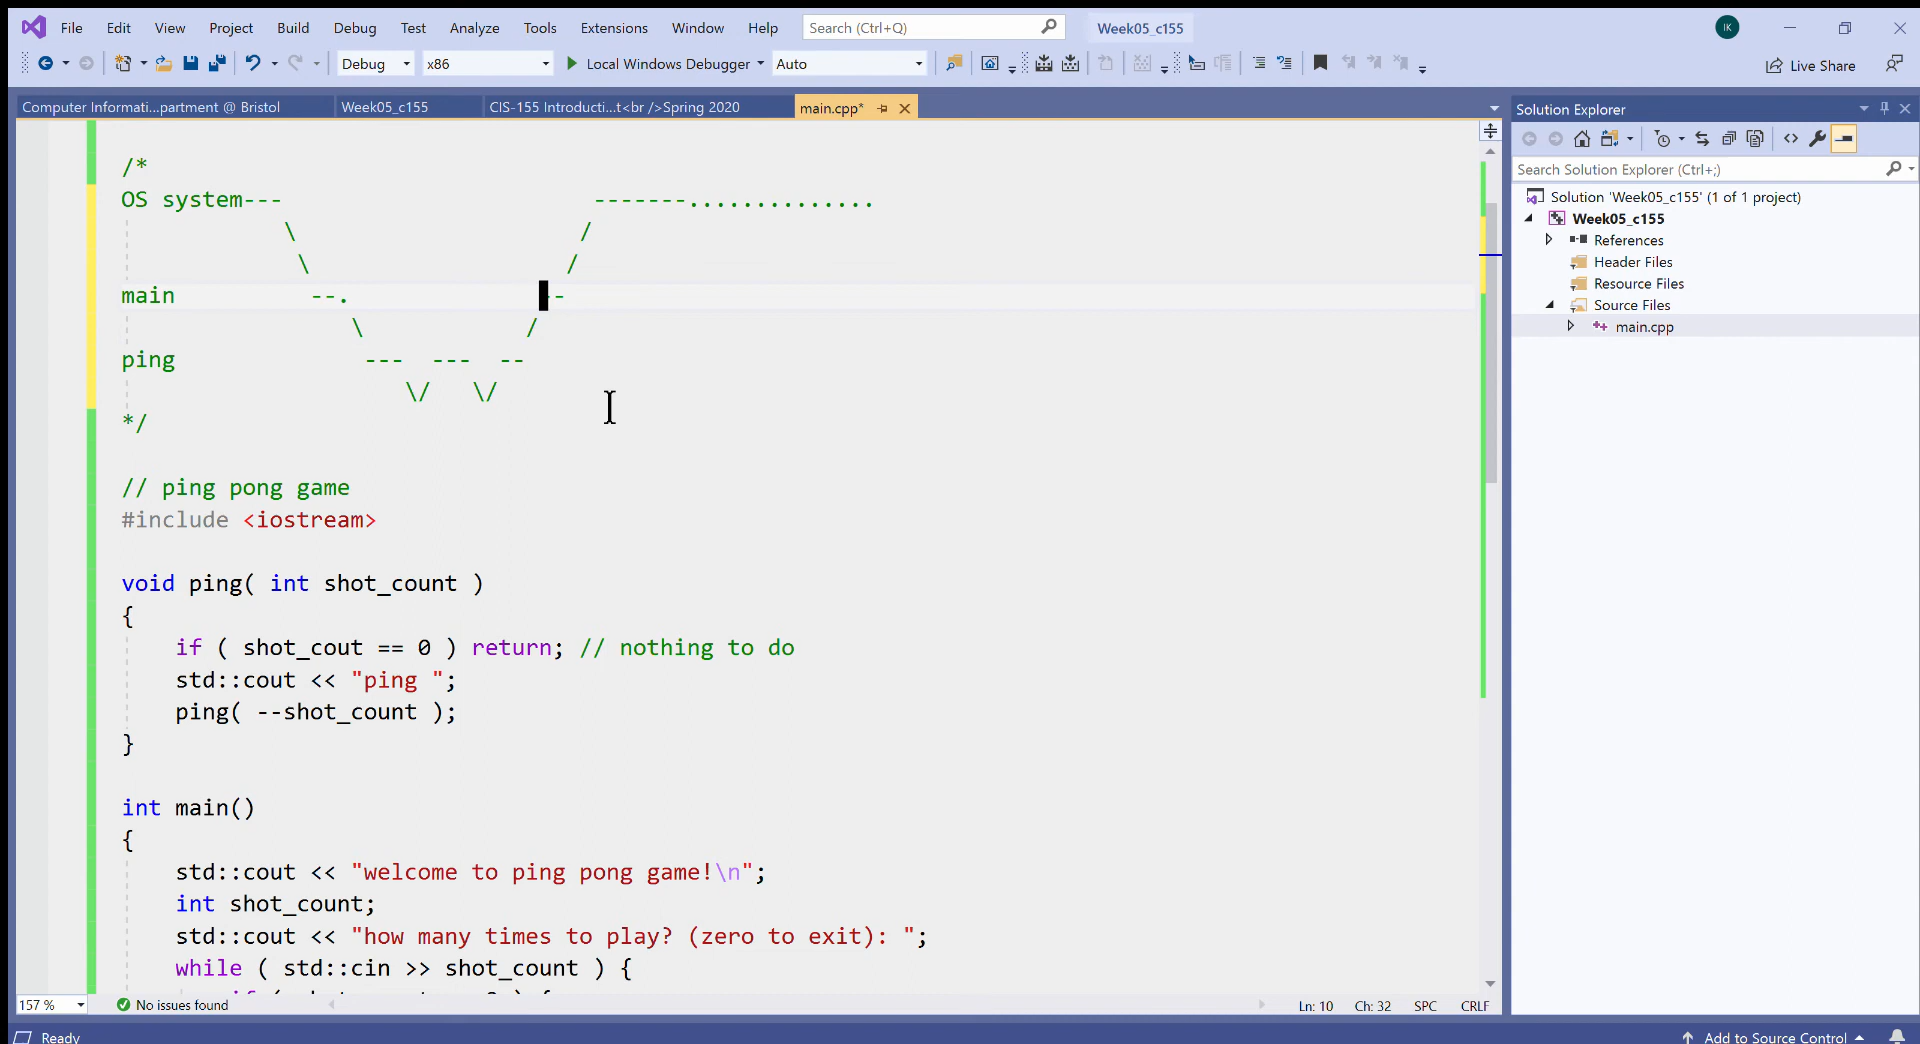 File Edit View Project Build Debug Test Analyze Tools Extensions Window Help Search (Ctrl+Q) Week05_c155 IK
Debug x86 Local Windows Debugger Auto Live Share
Computer Informati...partment @ Bristol Week05_c155 CIS-155 Introducti...t<br />Spring 2020 main.cpp*
Solution Explorer
Search Solution Explorer (Ctrl+;)
Solution 'Week05_c155' (1 of 1 project)
Week05_c155
References
Header Files
Resource Files
Source Files
main.cpp
/*
OS system---                       -------..............
            \                     /
             \                   /
main          --.              --
                 \            /
ping              ---  ---  --
                     \/   \/
*/
// ping pong game
#include <iostream>
void ping( int shot_count )
{
    if ( shot_cout == 0 ) return; // nothing to do
    std::cout << "ping ";
    ping( --shot_count );
}
int main()
{
    std::cout << "welcome to ping pong game!\n";
    int shot_count;
    std::cout << "how many times to play? (zero to exit): ";
    while ( std::cin >> shot_count ) {
157 % No issues found Ln: 10 Ch: 32 SPC CRLF
Ready Add to Source Control